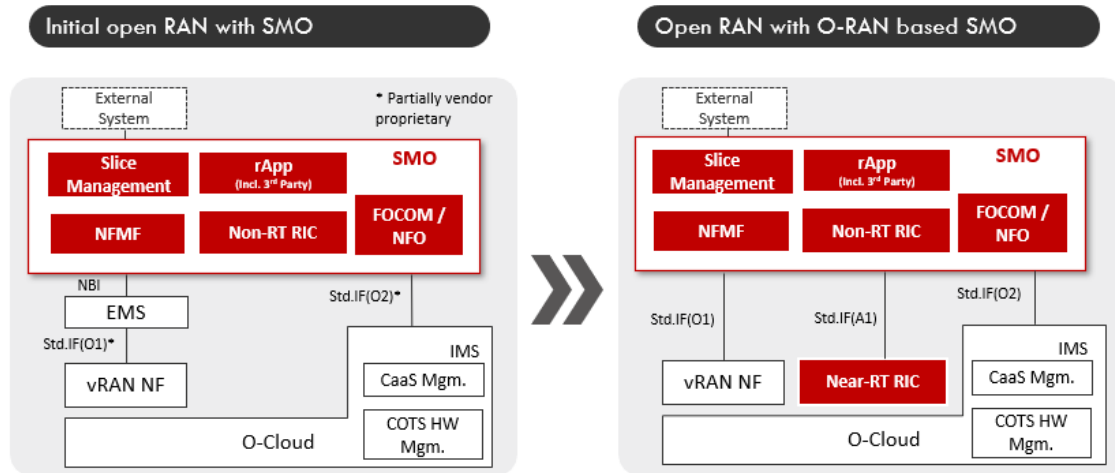 Initial open RAN with SMO
External
System
* Partially vendor
proprietary
SMO
Slice
Management
rApp
(Incl. 3rd Party)
NFMF
Non-RT RIC
FOCOM /
NFO
NBI
EMS
Std.IF(O2)*
Std.IF(O1)*
vRAN NF
IMS
CaaS Mgm.
COTS HW
Mgm.
O-Cloud
Open RAN with O-RAN based SMO
External
System
SMO
Slice
Management
rApp
(Incl. 3rd Party)
NFMF
Non-RT RIC
FOCOM /
NFO
Std.IF(O1)
Std.IF(A1)
Std.IF(O2)
vRAN NF
Near-RT RIC
IMS
CaaS Mgm.
COTS HW
Mgm.
O-Cloud